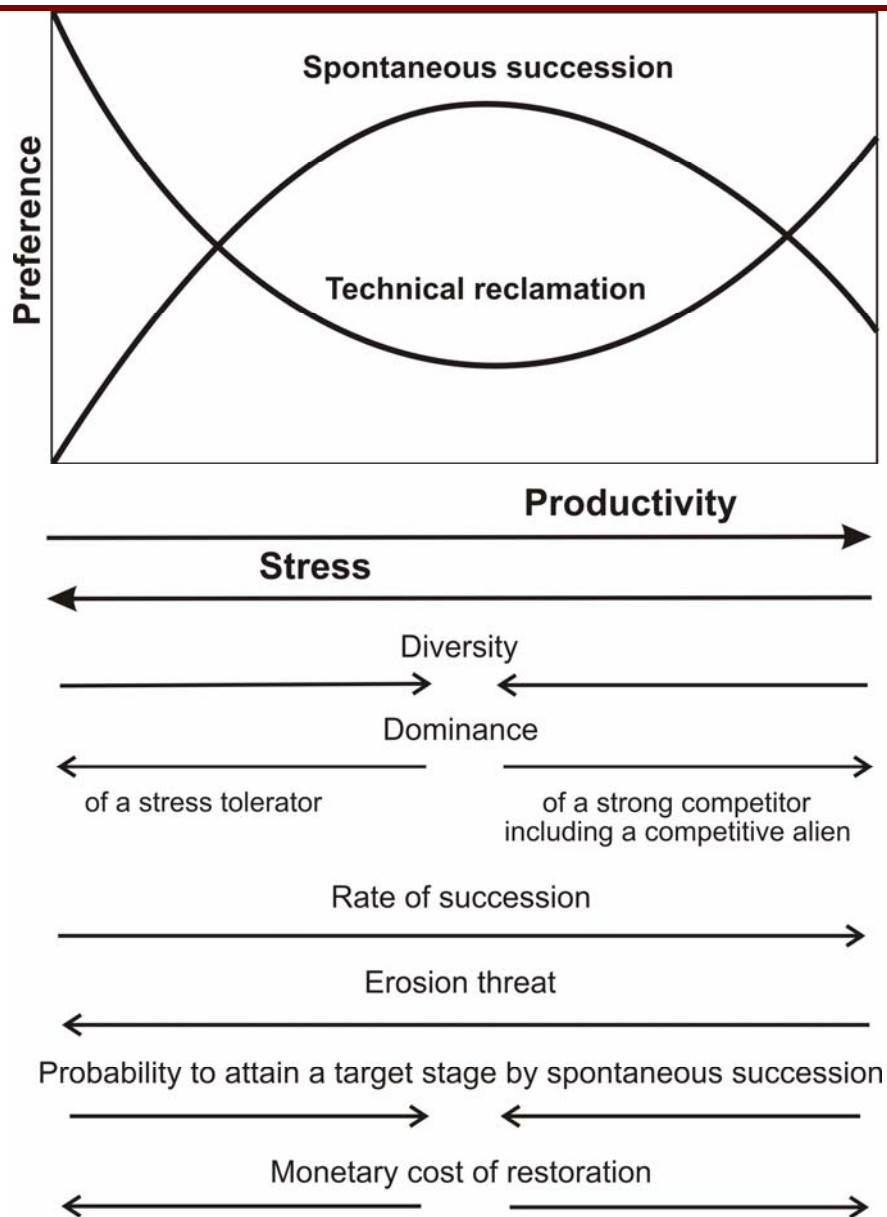 Spontaneous succession
Preference
Technical reclamation
Productivity
Stress
Diversity
Dominance
of a stress tolerator
of a strong competitor
including a competitive alien
Rate of succession
Erosion threat
Probability to attain a target stage by spontaneous succession
Monetary cost of restoration